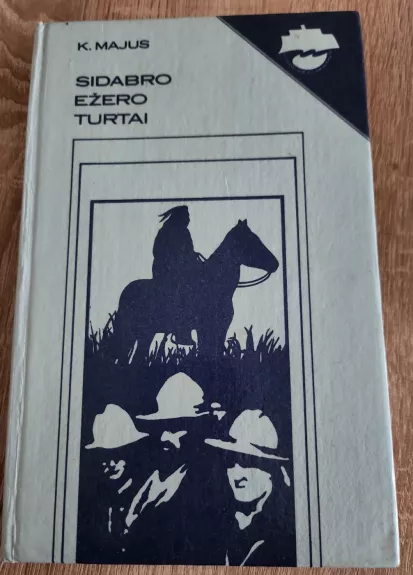 K. MAJUS
SIDABRO
EŽERO
TURTAI